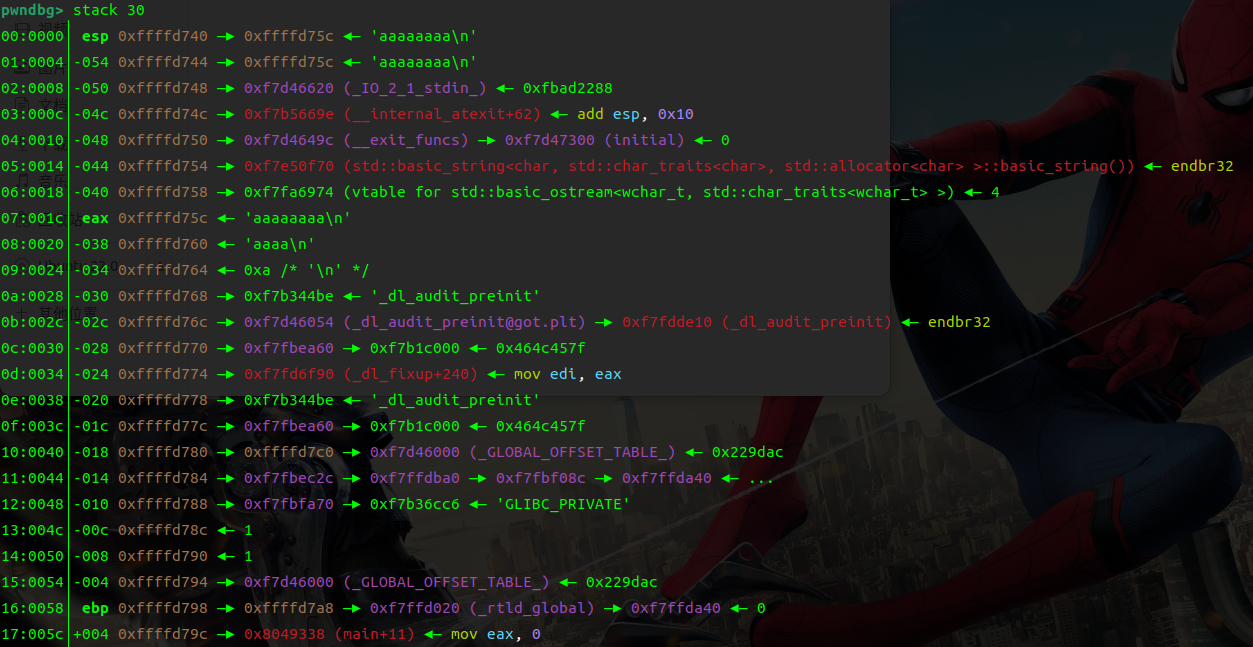 pwndbg> stack 30
00:0000│ esp 0xffffd740 —▸ 0xffffd75c ◂— 'aaaaaaaa\n'
01:0004│-054 0xffffd744 —▸ 0xffffd75c ◂— 'aaaaaaaa\n'
02:0008│-050 0xffffd748 —▸ 0xf7d46620 (_IO_2_1_stdin_) ◂— 0xfbad2288
03:000c│-04c 0xffffd74c —▸ 0xf7b5669e (__internal_atexit+62) ◂— add esp, 0x10
04:0010│-048 0xffffd750 —▸ 0xf7d4649c (__exit_funcs) —▸ 0xf7d47300 (initial) ◂— 0
05:0014│-044 0xffffd754 —▸ 0xf7e50f70 (std::basic_string<char, std::char_traits<char>, std::allocator<char> >::basic_string()) ◂— endbr32
06:0018│-040 0xffffd758 —▸ 0xf7fa6974 (vtable for std::basic_ostream<wchar_t, std::char_traits<wchar_t> >) ◂— 4
07:001c│ eax 0xffffd75c ◂— 'aaaaaaaa\n'
08:0020│-038 0xffffd760 ◂— 'aaaa\n'
09:0024│-034 0xffffd764 ◂— 0xa /* '\n' */
0a:0028│-030 0xffffd768 —▸ 0xf7b344be ◂— '_dl_audit_preinit'
0b:002c│-02c 0xffffd76c —▸ 0xf7d46054 (_dl_audit_preinit@got.plt) —▸ 0xf7fdde10 (_dl_audit_preinit) ◂— endbr32
0c:0030│-028 0xffffd770 —▸ 0xf7fbea60 —▸ 0xf7b1c000 ◂— 0x464c457f
0d:0034│-024 0xffffd774 —▸ 0xf7fd6f90 (_dl_fixup+240) ◂— mov edi, eax
0e:0038│-020 0xffffd778 —▸ 0xf7b344be ◂— '_dl_audit_preinit'
0f:003c│-01c 0xffffd77c —▸ 0xf7fbea60 —▸ 0xf7b1c000 ◂— 0x464c457f
10:0040│-018 0xffffd780 —▸ 0xffffd7c0 —▸ 0xf7d46000 (_GLOBAL_OFFSET_TABLE_) ◂— 0x229dac
11:0044│-014 0xffffd784 —▸ 0xf7fbec2c —▸ 0xf7ffdba0 —▸ 0xf7fbf08c —▸ 0xf7ffda40 ◂— ...
12:0048│-010 0xffffd788 —▸ 0xf7fbfa70 —▸ 0xf7b36cc6 ◂— 'GLIBC_PRIVATE'
13:004c│-00c 0xffffd78c ◂— 1
14:0050│-008 0xffffd790 ◂— 1
15:0054│-004 0xffffd794 —▸ 0xf7d46000 (_GLOBAL_OFFSET_TABLE_) ◂— 0x229dac
16:0058│ ebp 0xffffd798 —▸ 0xffffd7a8 —▸ 0xf7ffd020 (_rtld_global) —▸ 0xf7ffda40 ◂— 0
17:005c│+004 0xffffd79c —▸ 0x8049338 (main+11) ◂— mov eax, 0